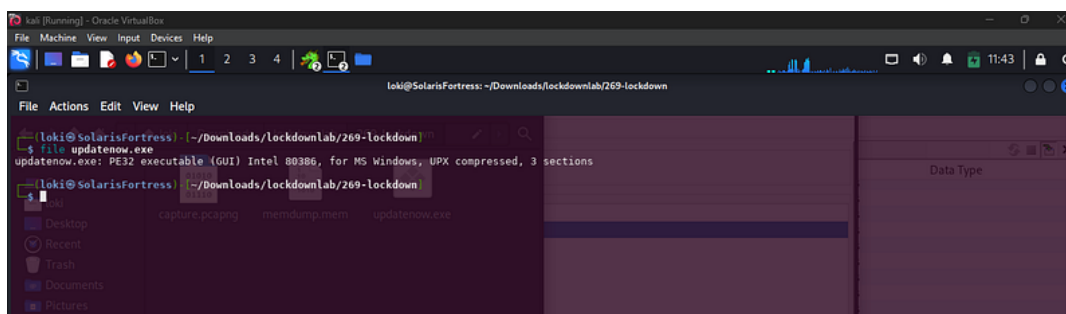 kali [Running] - Oracle VirtualBox
File Machine View Input Devices Help
1 2 3 4
11:43
loki@SolarisFortress: ~/Downloads/lockdownlab/269-lockdown
File Actions Edit View Help
(loki㉿SolarisFortress)-[~/Downloads/lockdownlab/269-lockdown]
$ file updatenow.exe
updatenow.exe: PE32 executable (GUI) Intel 80386, for MS Windows, UPX compressed, 3 sections
Data Type
(loki㉿SolarisFortress)-[~/Downloads/lockdownlab/269-lockdown]
$
loki
capture.pcapng memdump.mem updatenow.exe
Desktop
Recent
Trash
Documents
Pictures